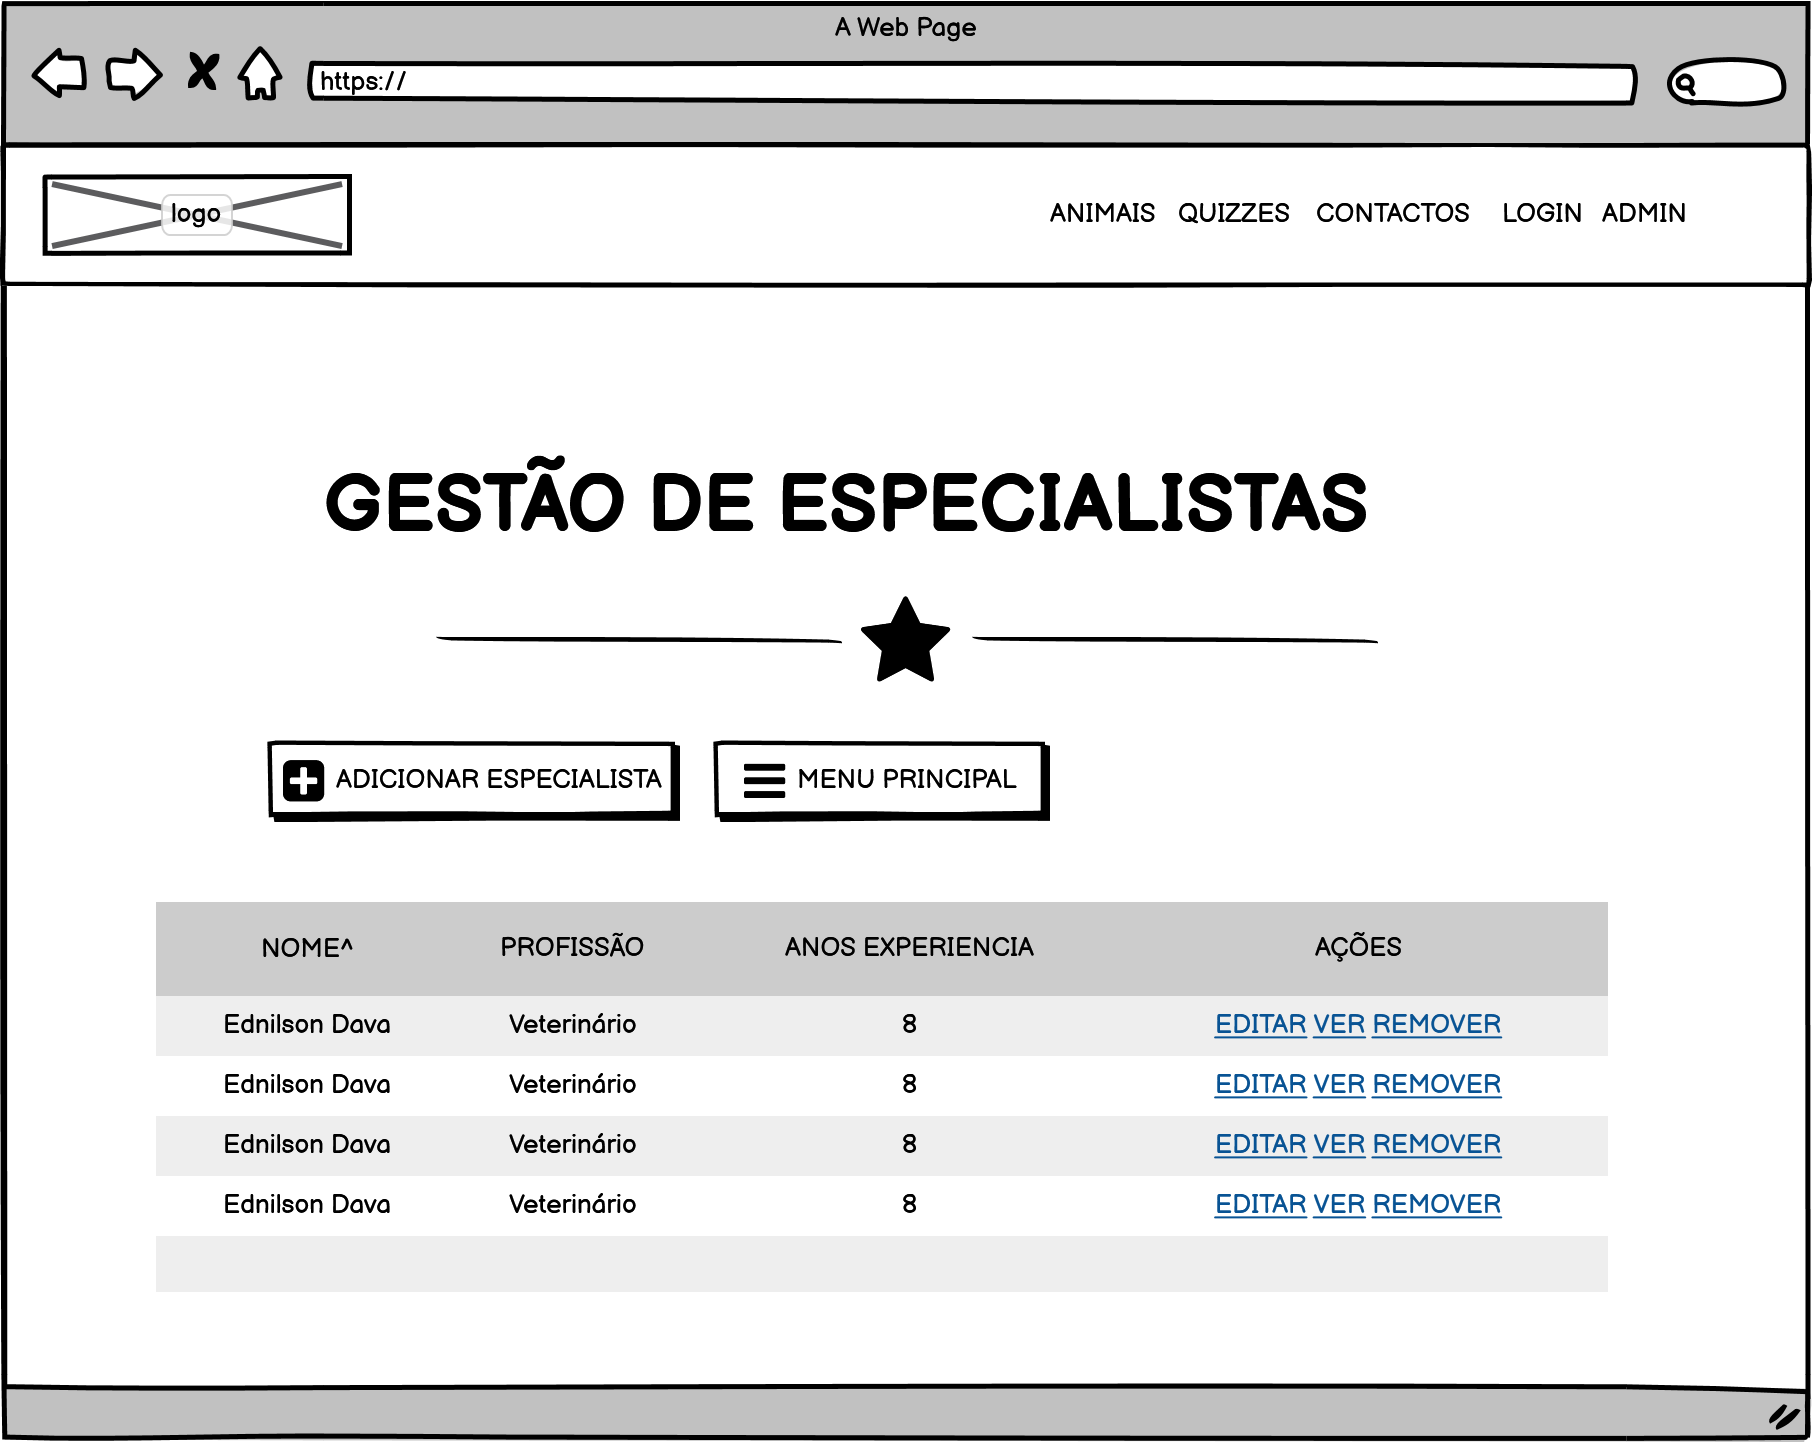 A Web Page
https://
logo
ANIMAIS QUIZZES CONTACTOS LOGIN ADMIN
GESTÃO DE ESPECIALISTAS
ADICIONAR ESPECIALISTA MENU PRINCIPAL
NOME^ PROFISSÃO ANOS EXPERIENCIA AÇÕES
Ednilson Dava Veterinário 8 EDITAR VER REMOVER
Ednilson Dava Veterinário 8 EDITAR VER REMOVER
Ednilson Dava Veterinário 8 EDITAR VER REMOVER
Ednilson Dava Veterinário 8 EDITAR VER REMOVER